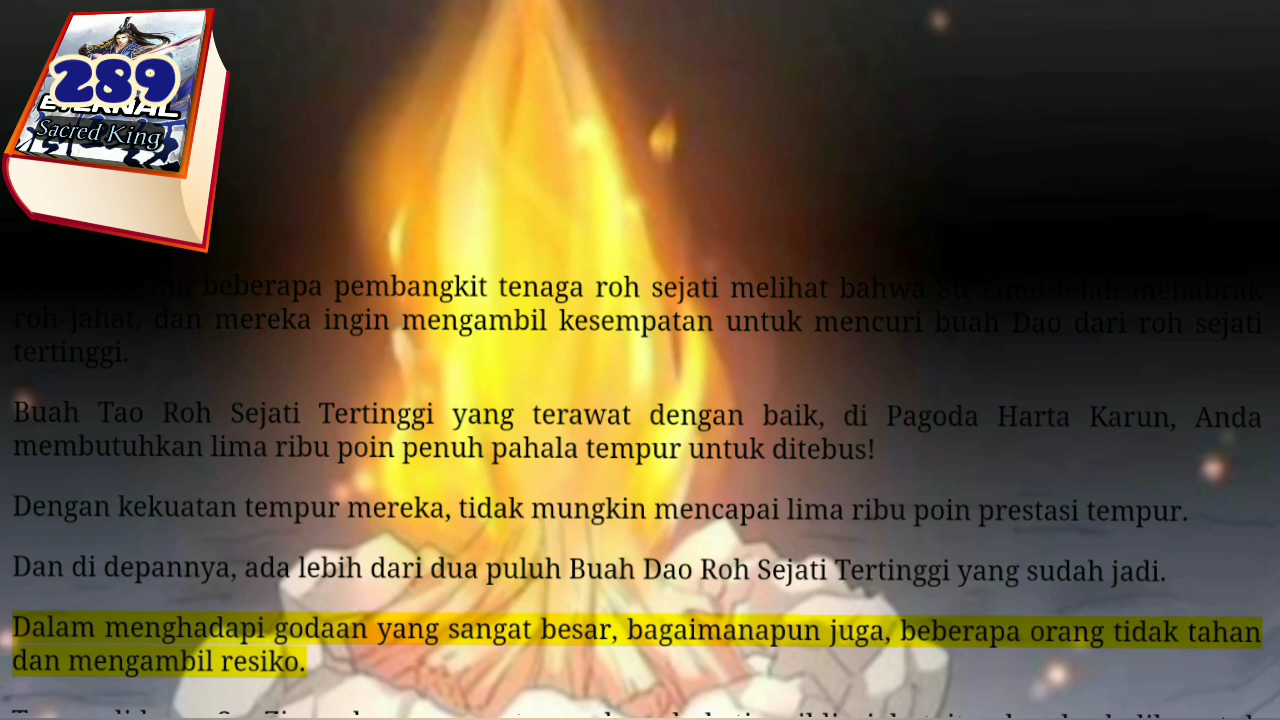 289
ETERNAL
Sacred King
beberapa pembangkit tenaga roh sejati melihat bahwa Su Zimo telah menabrak
roh jahat, dan mereka ingin mengambil kesempatan untuk mencuri buah Dao dari roh sejati
tertinggi.
Buah Tao Roh Sejati Tertinggi yang terawat dengan baik, di Pagoda Harta Karun, Anda
membutuhkan lima ribu poin penuh pahala tempur untuk ditebus!
Dengan kekuatan tempur mereka, tidak mungkin mencapai lima ribu poin prestasi tempur.
Dan di depannya, ada lebih dari dua puluh Buah Dao Roh Sejati Tertinggi yang sudah jadi.
Dalam menghadapi godaan yang sangat besar, bagaimanapun juga, beberapa orang tidak tahan
dan mengambil resiko.